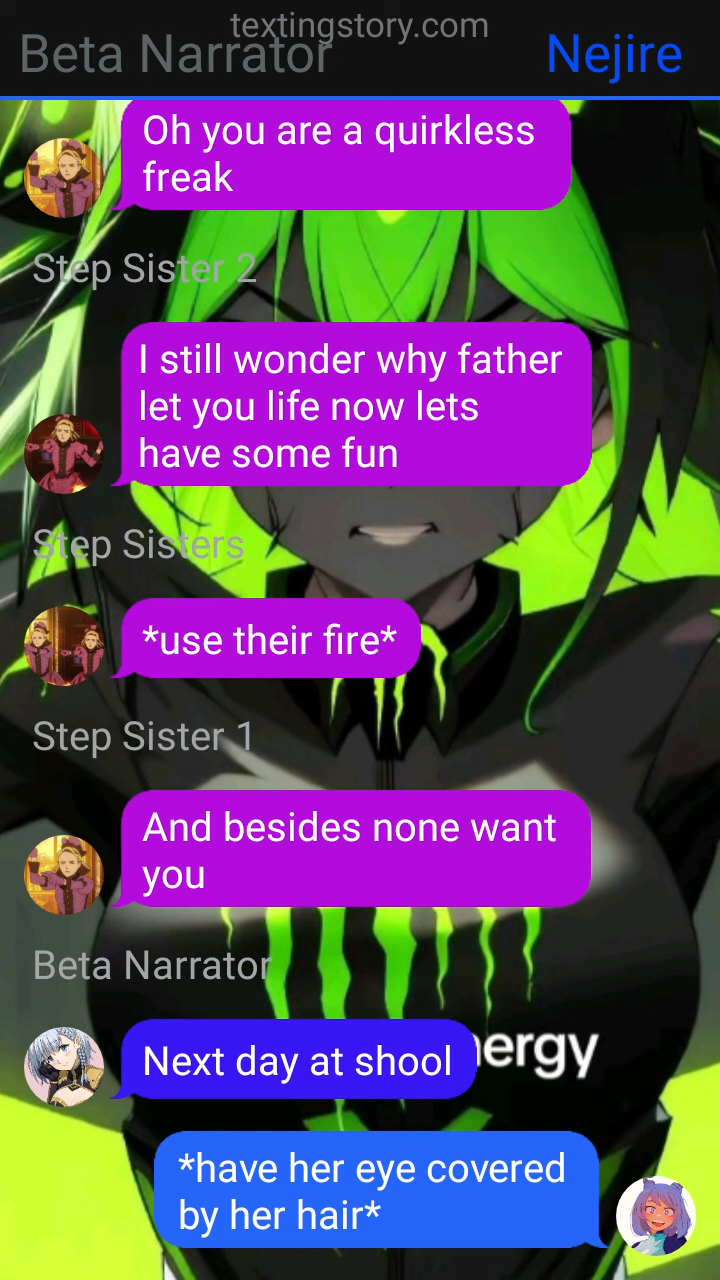 textingstory.com
Beta Narrator
Nejire
Oh you are a quirkless
freak
Step Sister 2
I still wonder why father
let you life now lets
have some fun
Step Sisters
*use their fire*
Step Sister 1
And besides none want
you
Beta Narrator
Next day at shool
ergy
*have her eye covered
by her hair*